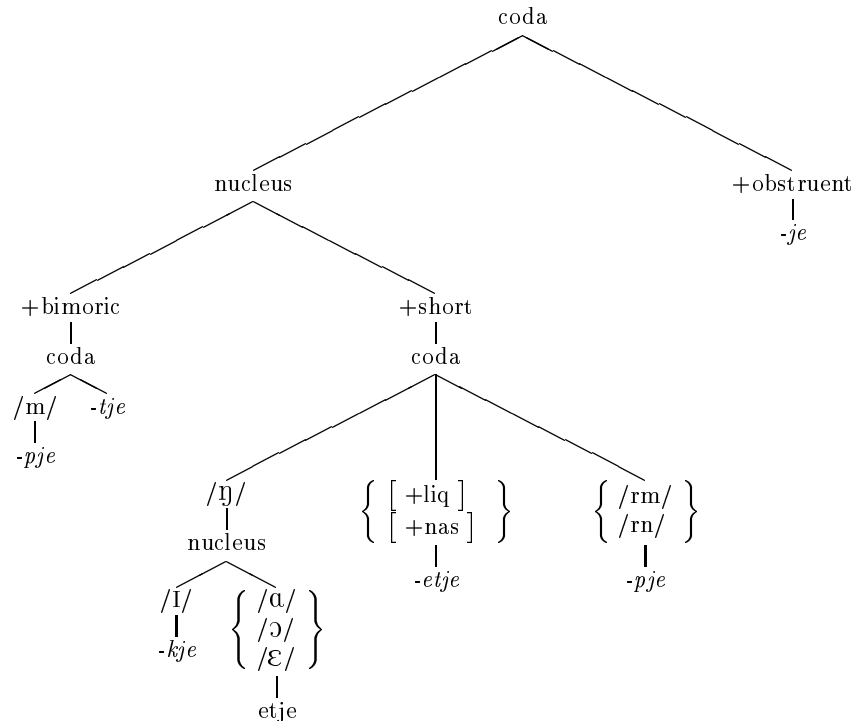 coda
nucleus
+obstruent
-je
+bimoric
+short
coda
coda
/m/
-tje
-pje
/ŋ/
[ +liq ]
[ +nas ]
/rm/
/rn/
nucleus
-etje
-pje
/ɪ/
/ɑ/
/ɔ/
/ɛ/
-kje
etje